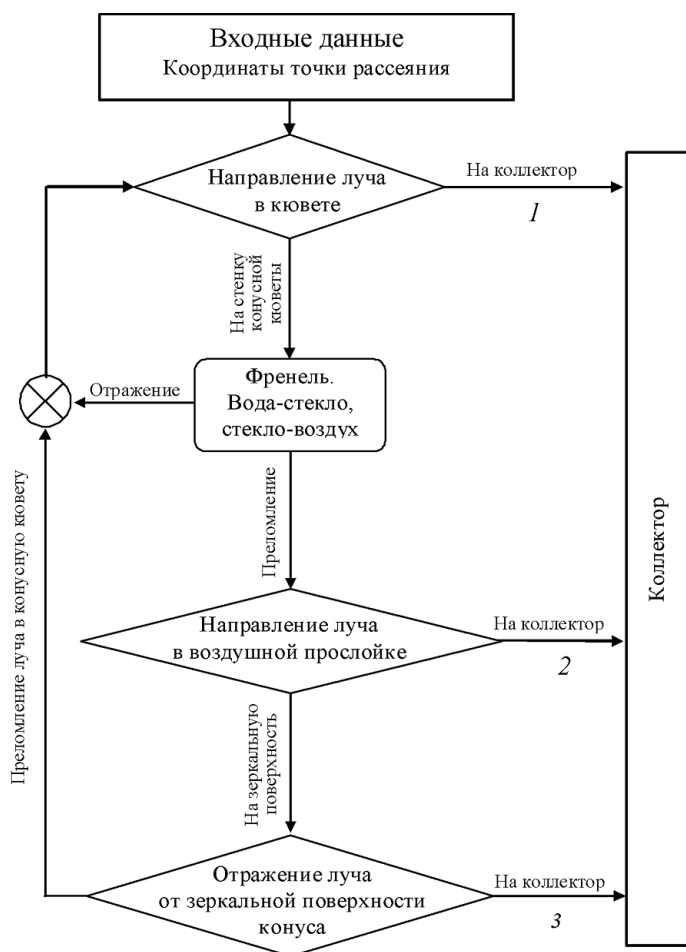 Входные данные
Координаты точки рассеяния
Направление луча
в кювете
На коллектор
1
На стенку
конусной
кюветы
Френель.
Вода-стекло,
стекло-воздух
Отражение
Преломление
Преломление луча в конусную кювету
Направление луча
в воздушной прослойке
На коллектор
2
Коллектор
На зеркальную
поверхность
Отражение луча
от зеркальной поверхности
конуса
На коллектор
3